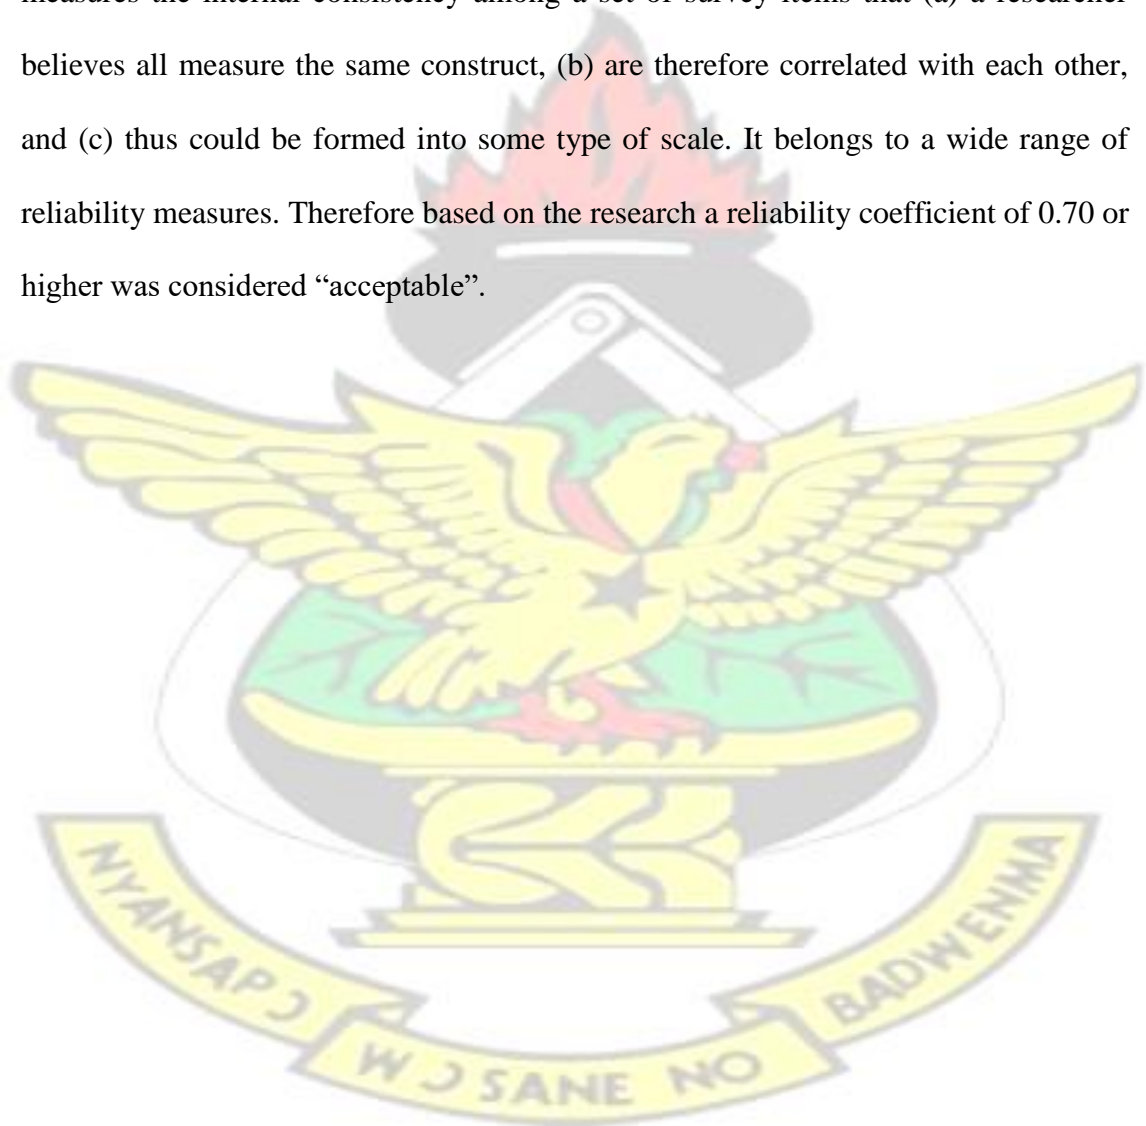 measures the internal consistency among a set of survey items that (a) a researcher
believes all measure the same construct, (b) are therefore correlated with each other,
and (c) thus could be formed into some type of scale. It belongs to a wide range of
reliability measures. Therefore based on the research a reliability coefficient of 0.70 or
higher was considered “acceptable”.
NYANSAPƆ
WƆSANE NO
BADWENMA